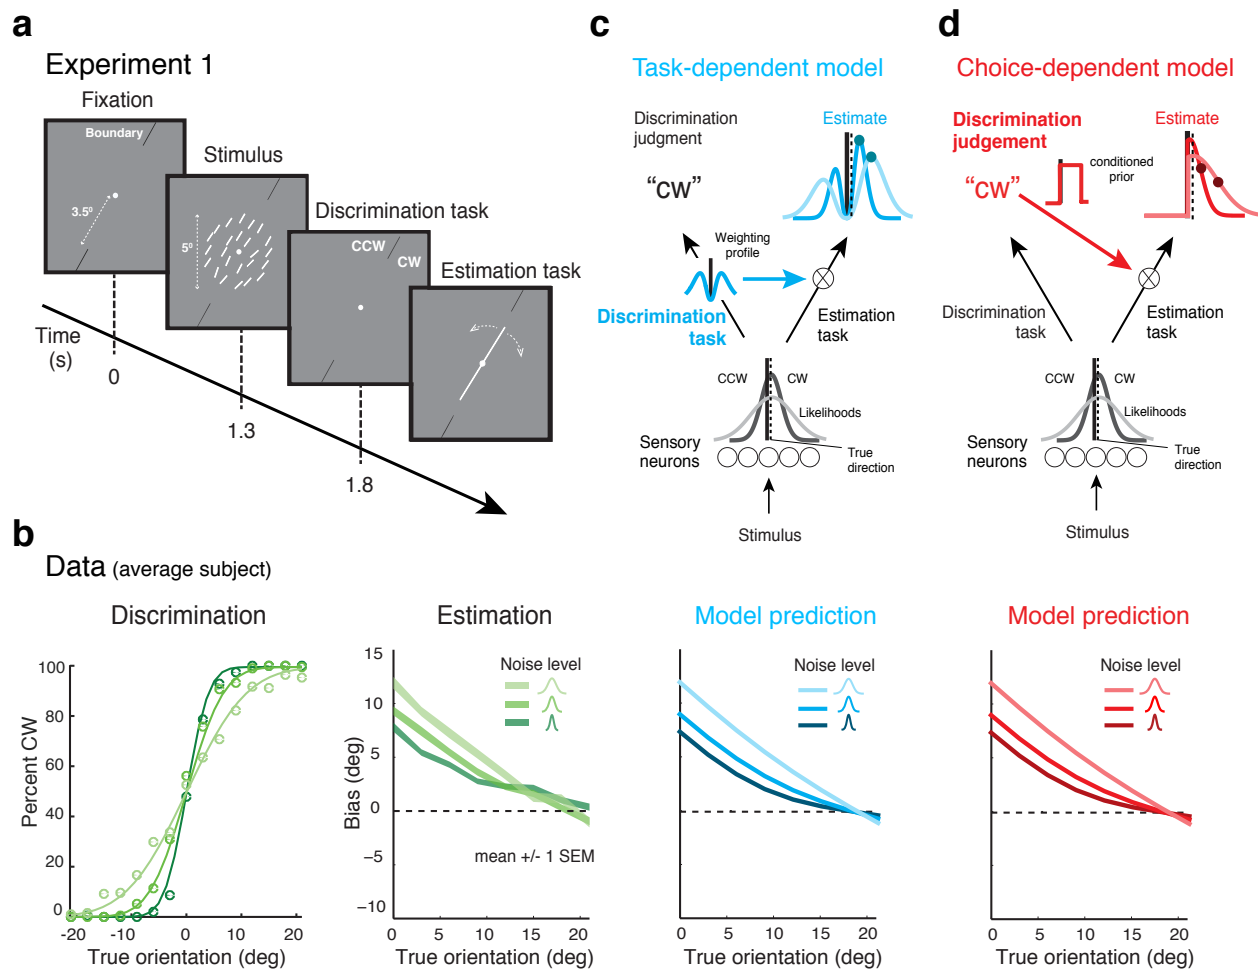 a
Experiment 1
Fixation
Boundary
3.5⁰
Stimulus
5⁰
Discrimination task
CCW
CW
Estimation task
Time
(s)
0
1.3
1.8
c
Task-dependent model
Discrimination
judgment
“CW”
Estimate
Weighting
profile
Discrimination
task
Estimation
task
CCW
CW
Likelihoods
Sensory
neurons
True
direction
Stimulus
d
Choice-dependent model
Discrimination
judgement
“CW”
conditioned
prior
Estimate
Discrimination
task
Estimation
task
CCW
CW
Likelihoods
Sensory
neurons
True
direction
Stimulus
b
Data (average subject)
Discrimination
Percent CW
100
80
60
40
20
0
-20
-10
0
10
20
True orientation (deg)
Estimation
Bias (deg)
15
10
5
0
−5
−10
Noise level
mean +/- 1 SEM
0
5
10
15
20
True orientation (deg)
Model prediction
Noise level
0
5
10
15
20
True orientation (deg)
Model prediction
Noise level
0
5
10
15
20
True orientation (deg)